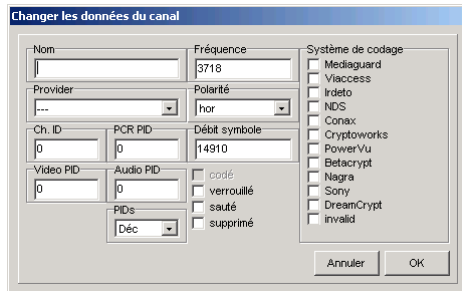 Changer les données du canal
Nom
Fréquence
3718
Provider
---
Polarité
hor
Ch. ID
0
PCR PID
0
Débit symbole
14910
Video PID
0
Audio PID
0
PIDs
Déc
codé
verrouillé
sauté
supprimé
Système de codage
Mediaguard
Viaccess
Irdeto
NDS
Conax
Cryptoworks
PowerVu
Betacrypt
Nagra
Sony
DreamCrypt
invalid
Annuler
OK